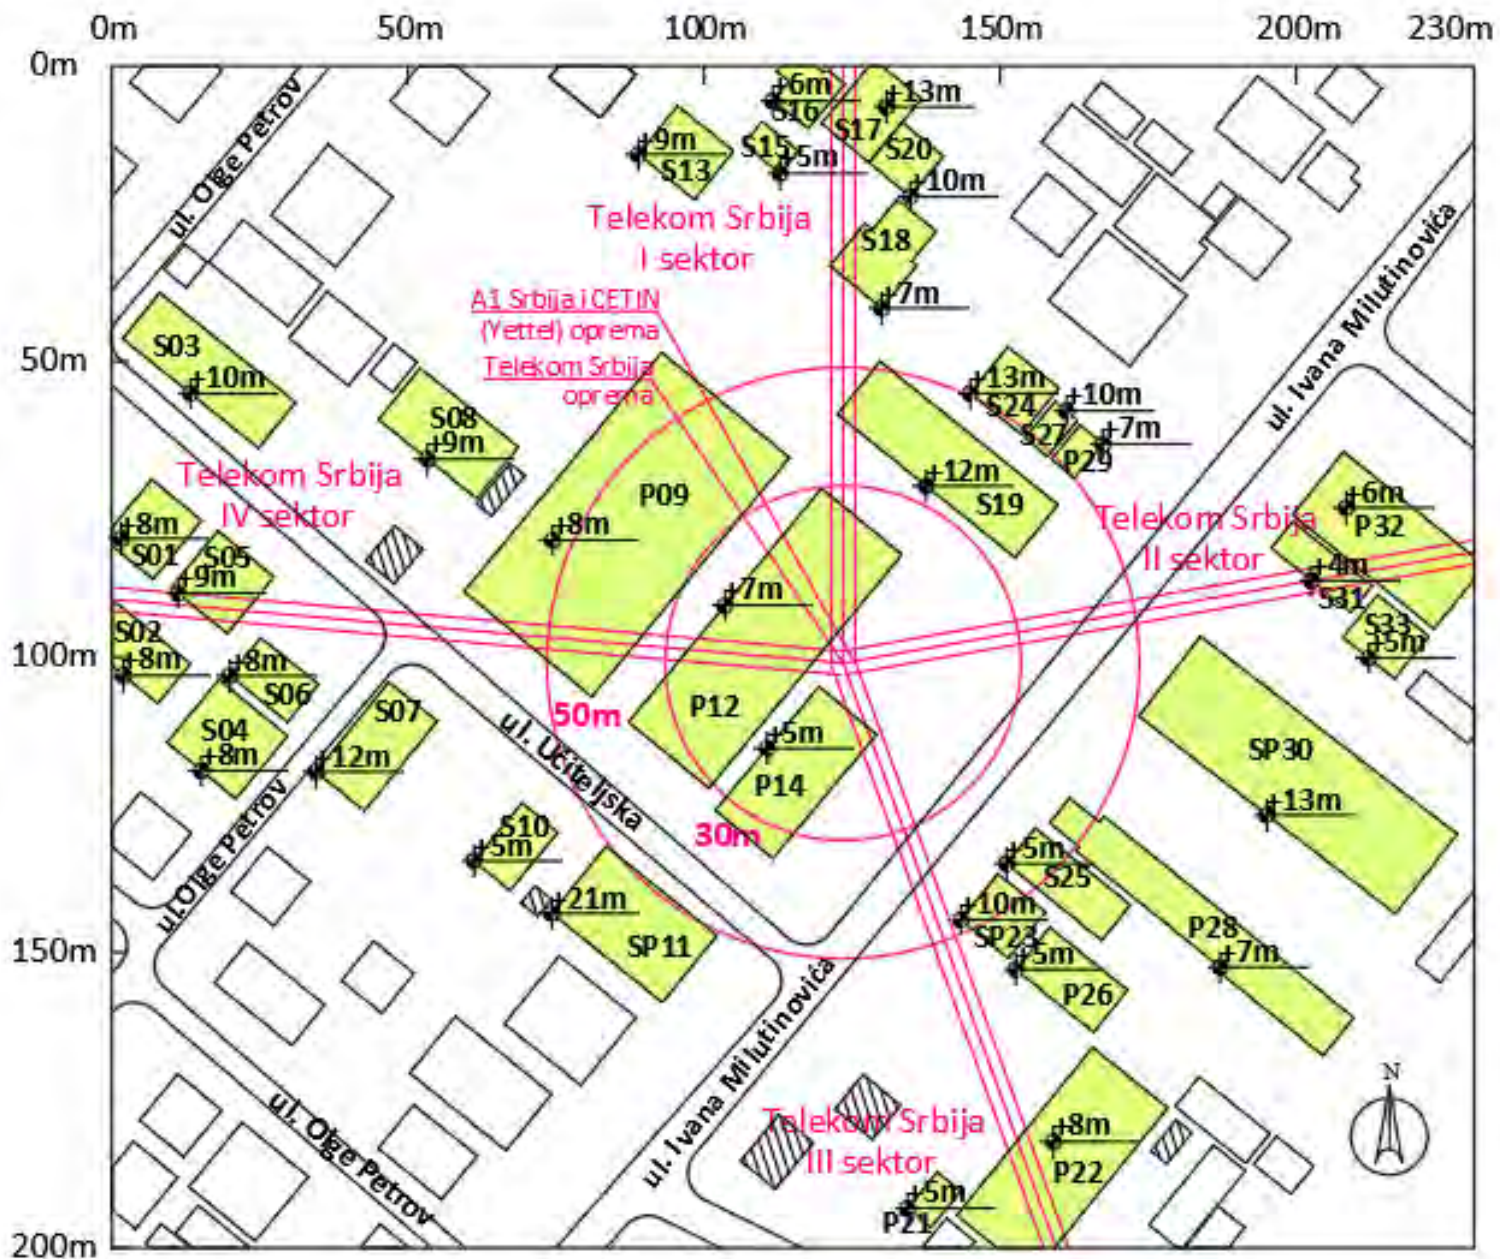 0m
50m
100m
150m
200m
230m
0m
50m
100m
150m
200m
ul. Olge Petrov
+6m
S16
+13m
S17
+9m
S13
S15
+5m
S20
+10m
Telekom Srbija
I sektor
S18
+7m
ul. Ivana Milutinovića
A1 Srbija i CETIN
(Yettel) oprema
Telekom Srbija
oprema
S03
+10m
S08
+9m
+13m
S24
+10m
S27
+7m
P29
Telekom Srbija
IV sektor
P09
+8m
+12m
S19
Telekom Srbija
II sektor
+6m
P32
+8m
S01
S05
+9m
+4m
S31
+7m
S33
+5m
S02
+8m
+8m
S06
S04
+8m
S07
+12m
50m
P12
ul. Učiteljska
+5m
P14
SP30
+13m
30m
ul.Olge Petrov
S10
+5m
+21m
SP11
+5m
S25
+10m
SP23
+5m
P26
P28
+7m
ul. Ivana Milutinovića
ul. Olge Petrov
Telekom Srbija
III sektor
+8m
P22
+5m
P21
N